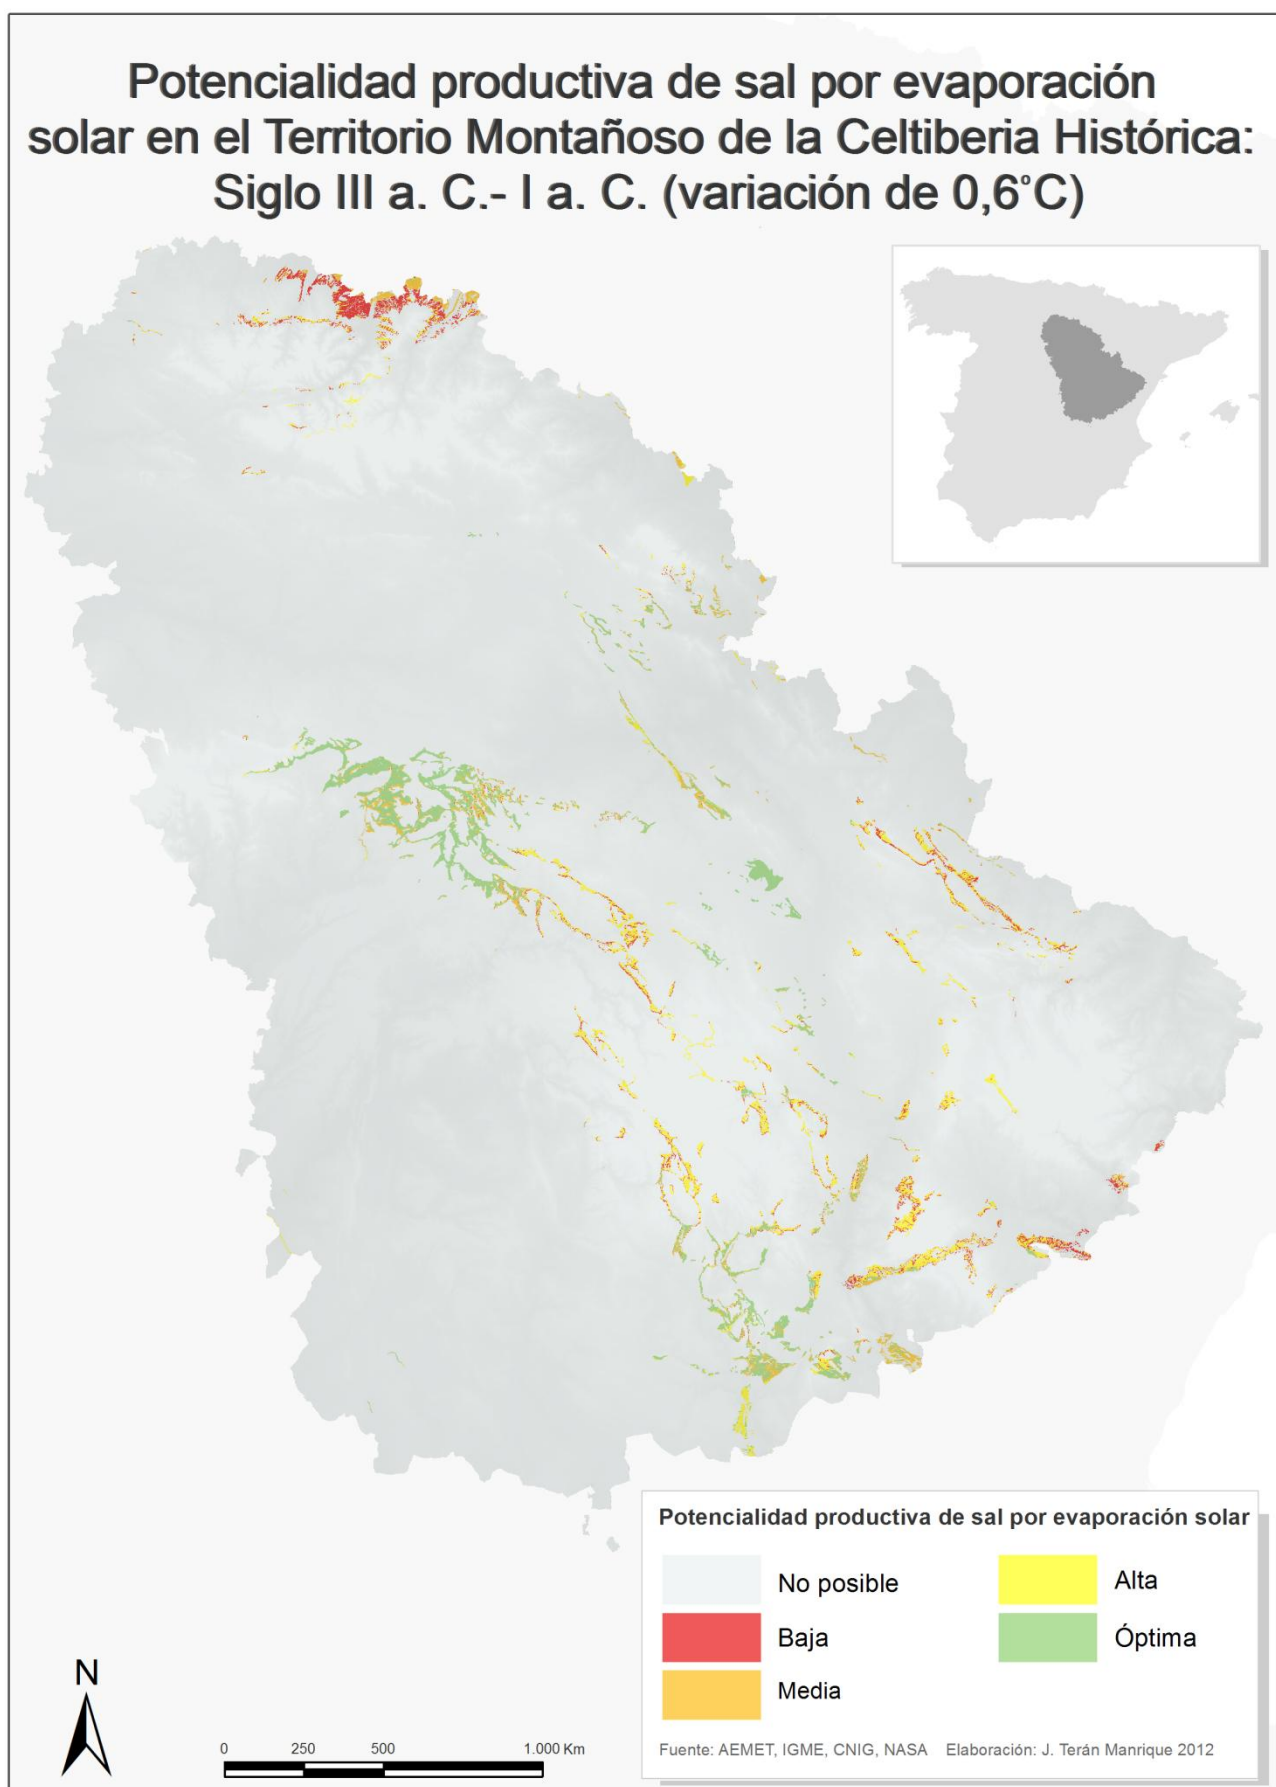 Potencialidad productiva de sal por evaporación
solar en el Territorio Montañoso de la Celtiberia Histórica:
Siglo III a. C.- I a. C. (variación de 0,6°C)
Potencialidad productiva de sal por evaporación solar
No posible
Baja
Media
Alta
Óptima
Fuente: AEMET, IGME, CNIG, NASA Elaboración: J. Terán Manrique 2012
N
0 250 500 1.000 Km